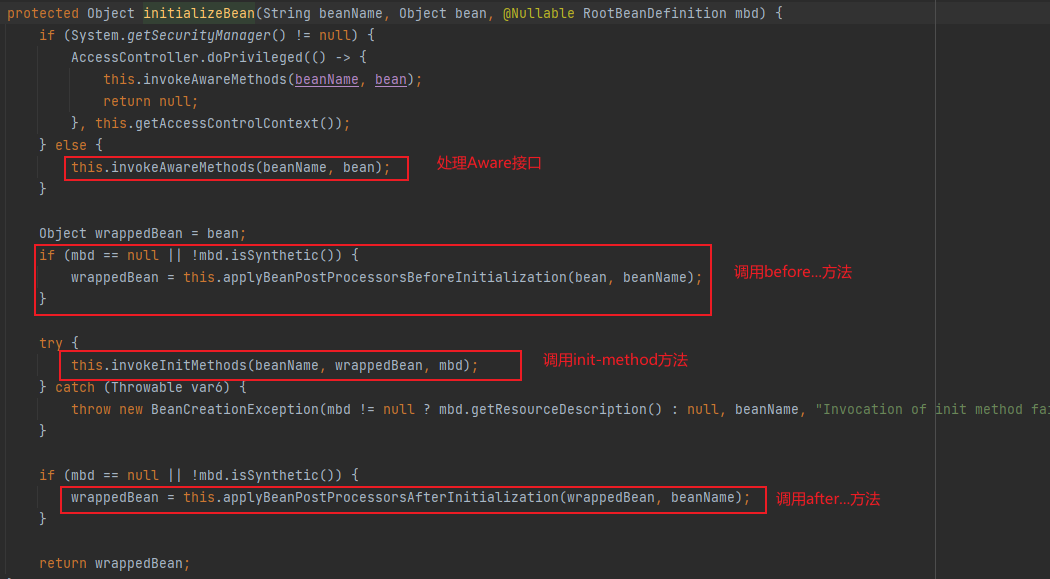 protected Object initializeBean(String beanName, Object bean, @Nullable RootBeanDefinition mbd) {
if (System.getSecurityManager() != null) {
AccessController.doPrivileged(() -> {
this.invokeAwareMethods(beanName, bean);
return null;
}, this.getAccessControlContext());
} else {
this.invokeAwareMethods(beanName, bean); 处理Aware接口
}
Object wrappedBean = bean;
if (mbd == null || !mbd.isSynthetic()) {
wrappedBean = this.applyBeanPostProcessorsBeforeInitialization(bean, beanName); 调用before...方法
}
try {
this.invokeInitMethods(beanName, wrappedBean, mbd); 调用init-method方法
} catch (Throwable var6) {
throw new BeanCreationException(mbd != null ? mbd.getResourceDescription() : null, beanName, "Invocation of init method fai
}
if (mbd == null || !mbd.isSynthetic()) {
wrappedBean = this.applyBeanPostProcessorsAfterInitialization(wrappedBean, beanName); 调用after...方法
}
return wrappedBean;